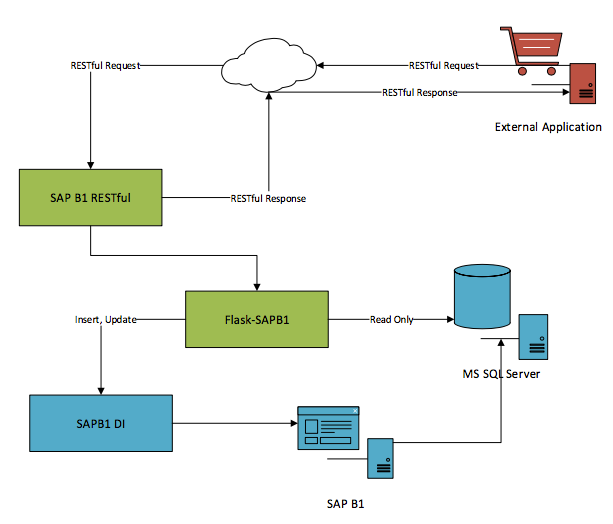 RESTful Request
RESTful Request
RESTful Response
External Application
SAP B1 RESTful
RESTful Response
Insert, Update
Flask-SAPB1
Read Only
MS SQL Server
SAPB1 DI
SAP B1